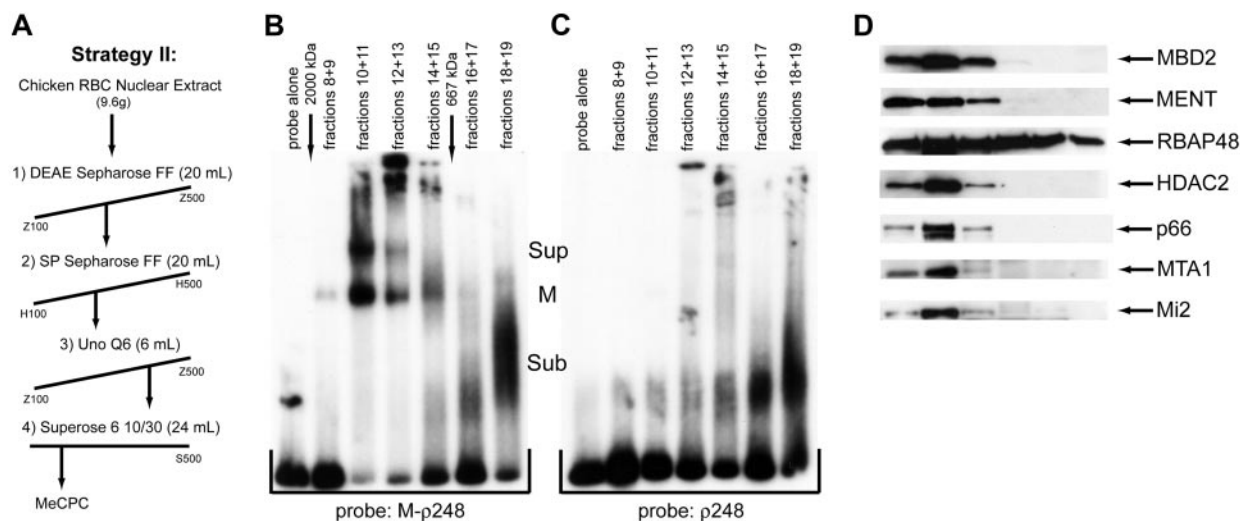 A
Strategy II:
Chicken RBC Nuclear Extract
(9.6g)
1) DEAE Sepharose FF (20 mL)
Z500
Z100
2) SP Sepharose FF (20 mL)
H500
H100
3) Uno Q6 (6 mL)
Z500
Z100
4) Superose 6 10/30 (24 mL)
S500
MeCPC
B
probe alone
2000 kDa
fractions 8+9
fractions 10+11
fractions 12+13
fractions 14+15
667 kDa
fractions 16+17
fractions 18+19
Sup
M
Sub
probe: M-ρ248
C
probe alone
fractions 8+9
fractions 10+11
fractions 12+13
fractions 14+15
fractions 16+17
fractions 18+19
probe: ρ248
D
MBD2
MENT
RBAP48
HDAC2
p66
MTA1
Mi2